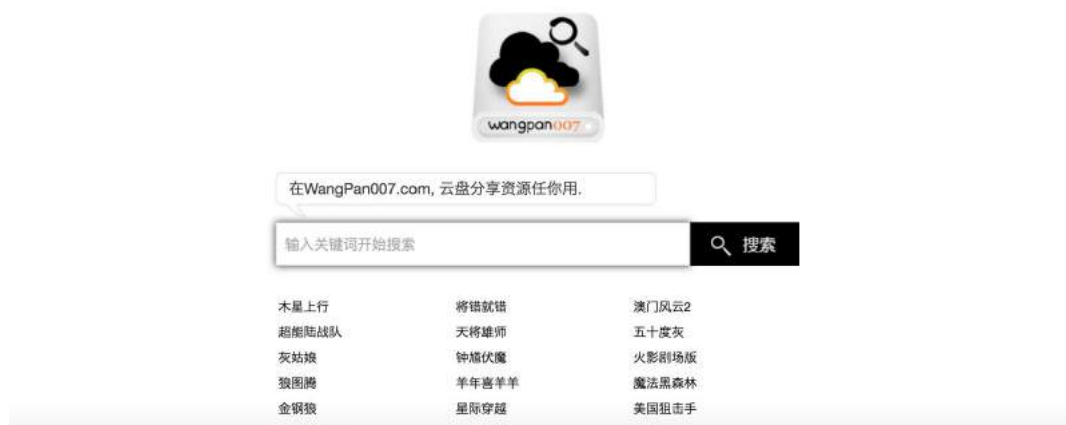 wangpan007
在WangPan007.com, 云盘分享资源任你用.
输入关键词开始搜索
搜索
木星上行 将错就错 澳门风云2
超能陆战队 天将雄师 五十度灰
灰姑娘 钟馗伏魔 火影剧场版
狼图腾 羊年喜羊羊 魔法黑森林
金钢狼 星际穿越 美国狙击手